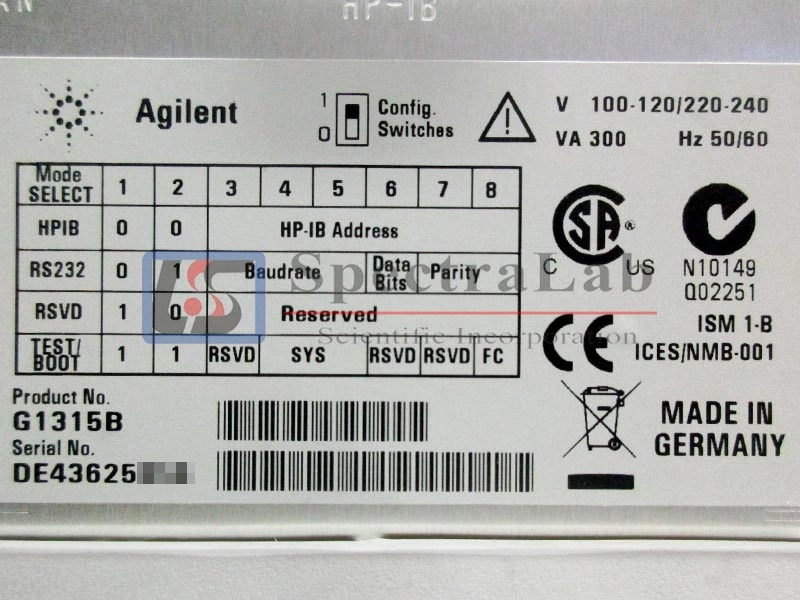 HP-IB
Agilent
1
0
Config.
Switches
V 100-120/220-240
VA 300 Hz 50/60
Mode
SELECT 1 2 3 4 5 6 7 8
HPIB 0 0 HP-IB Address
RS232 0 1 Baudrate Data Bits Parity
RSVD 1 0 Reserved
TEST/
BOOT 1 1 RSVD SYS RSVD RSVD FC
SA ®
C US
N10149
Q02251
ISM 1-B
CE ICES/NMB-001
LS SpectraLab
Scientific Incorporation
Product No.
G1315B
Serial No.
DE43625
MADE IN
GERMANY